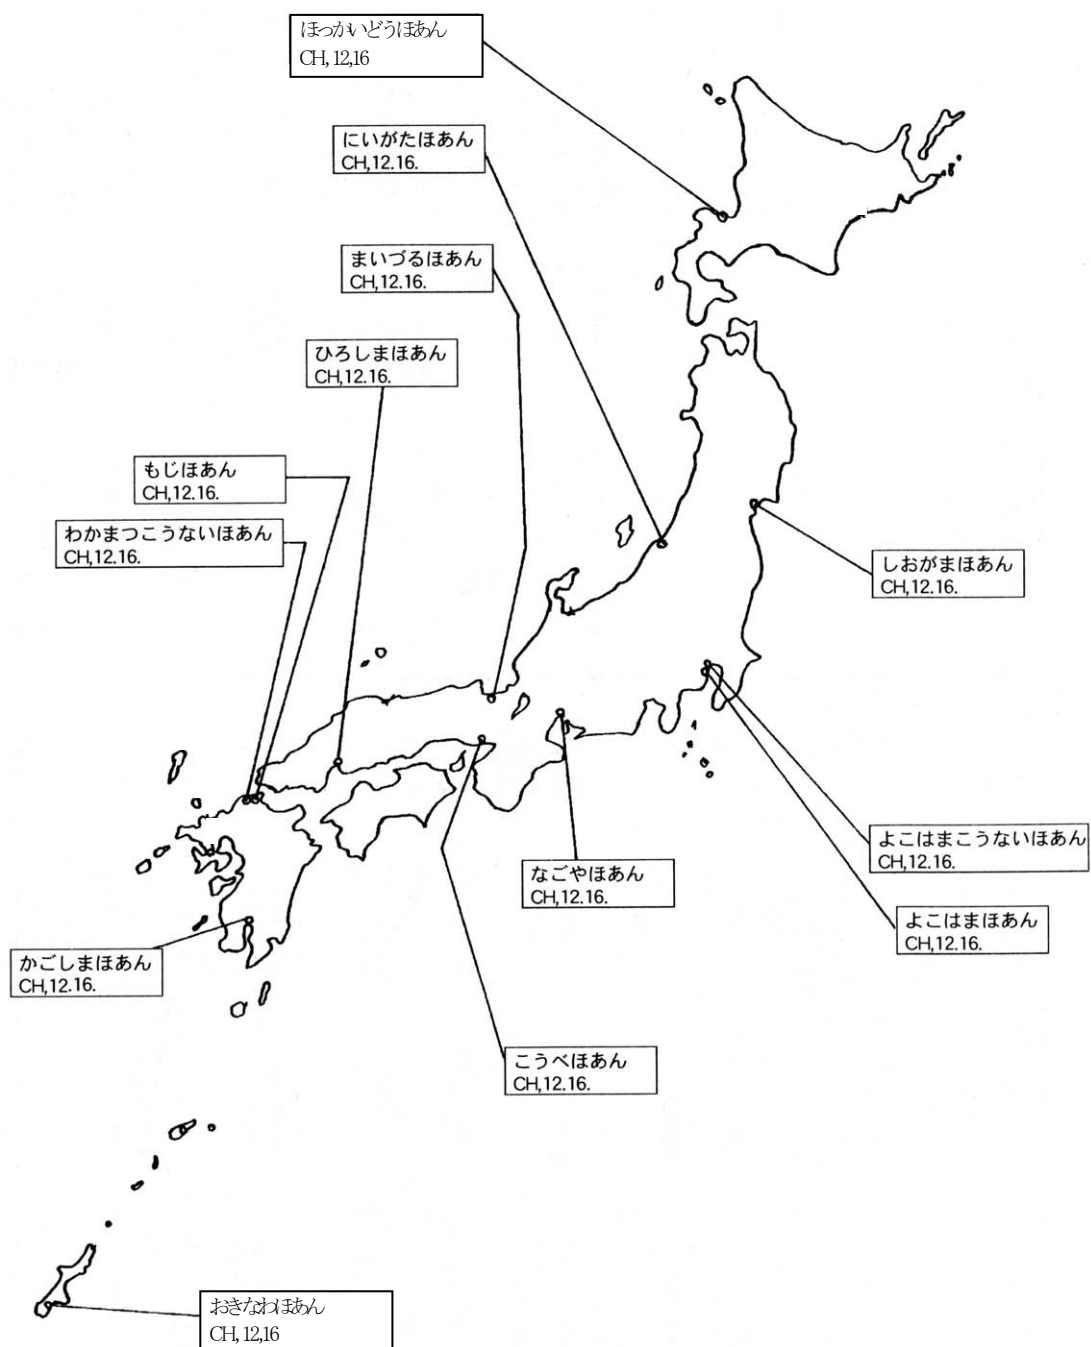 ほっかいどうほあん
CH, 12,16
にいがたほあん
CH,12.16.
まいづるほあん
CH,12.16.
ひろしまほあん
CH,12.16.
もじほあん
CH,12.16.
わかまつこうないほあん
CH,12.16.
しおがまほあん
CH,12.16.
よこはまこうないほあん
CH,12.16.
なごやほあん
CH,12.16.
よこはまほあん
CH,12.16.
かごしまほあん
CH,12.16.
こうべほあん
CH,12.16.
おきなわほあん
CH, 12,16